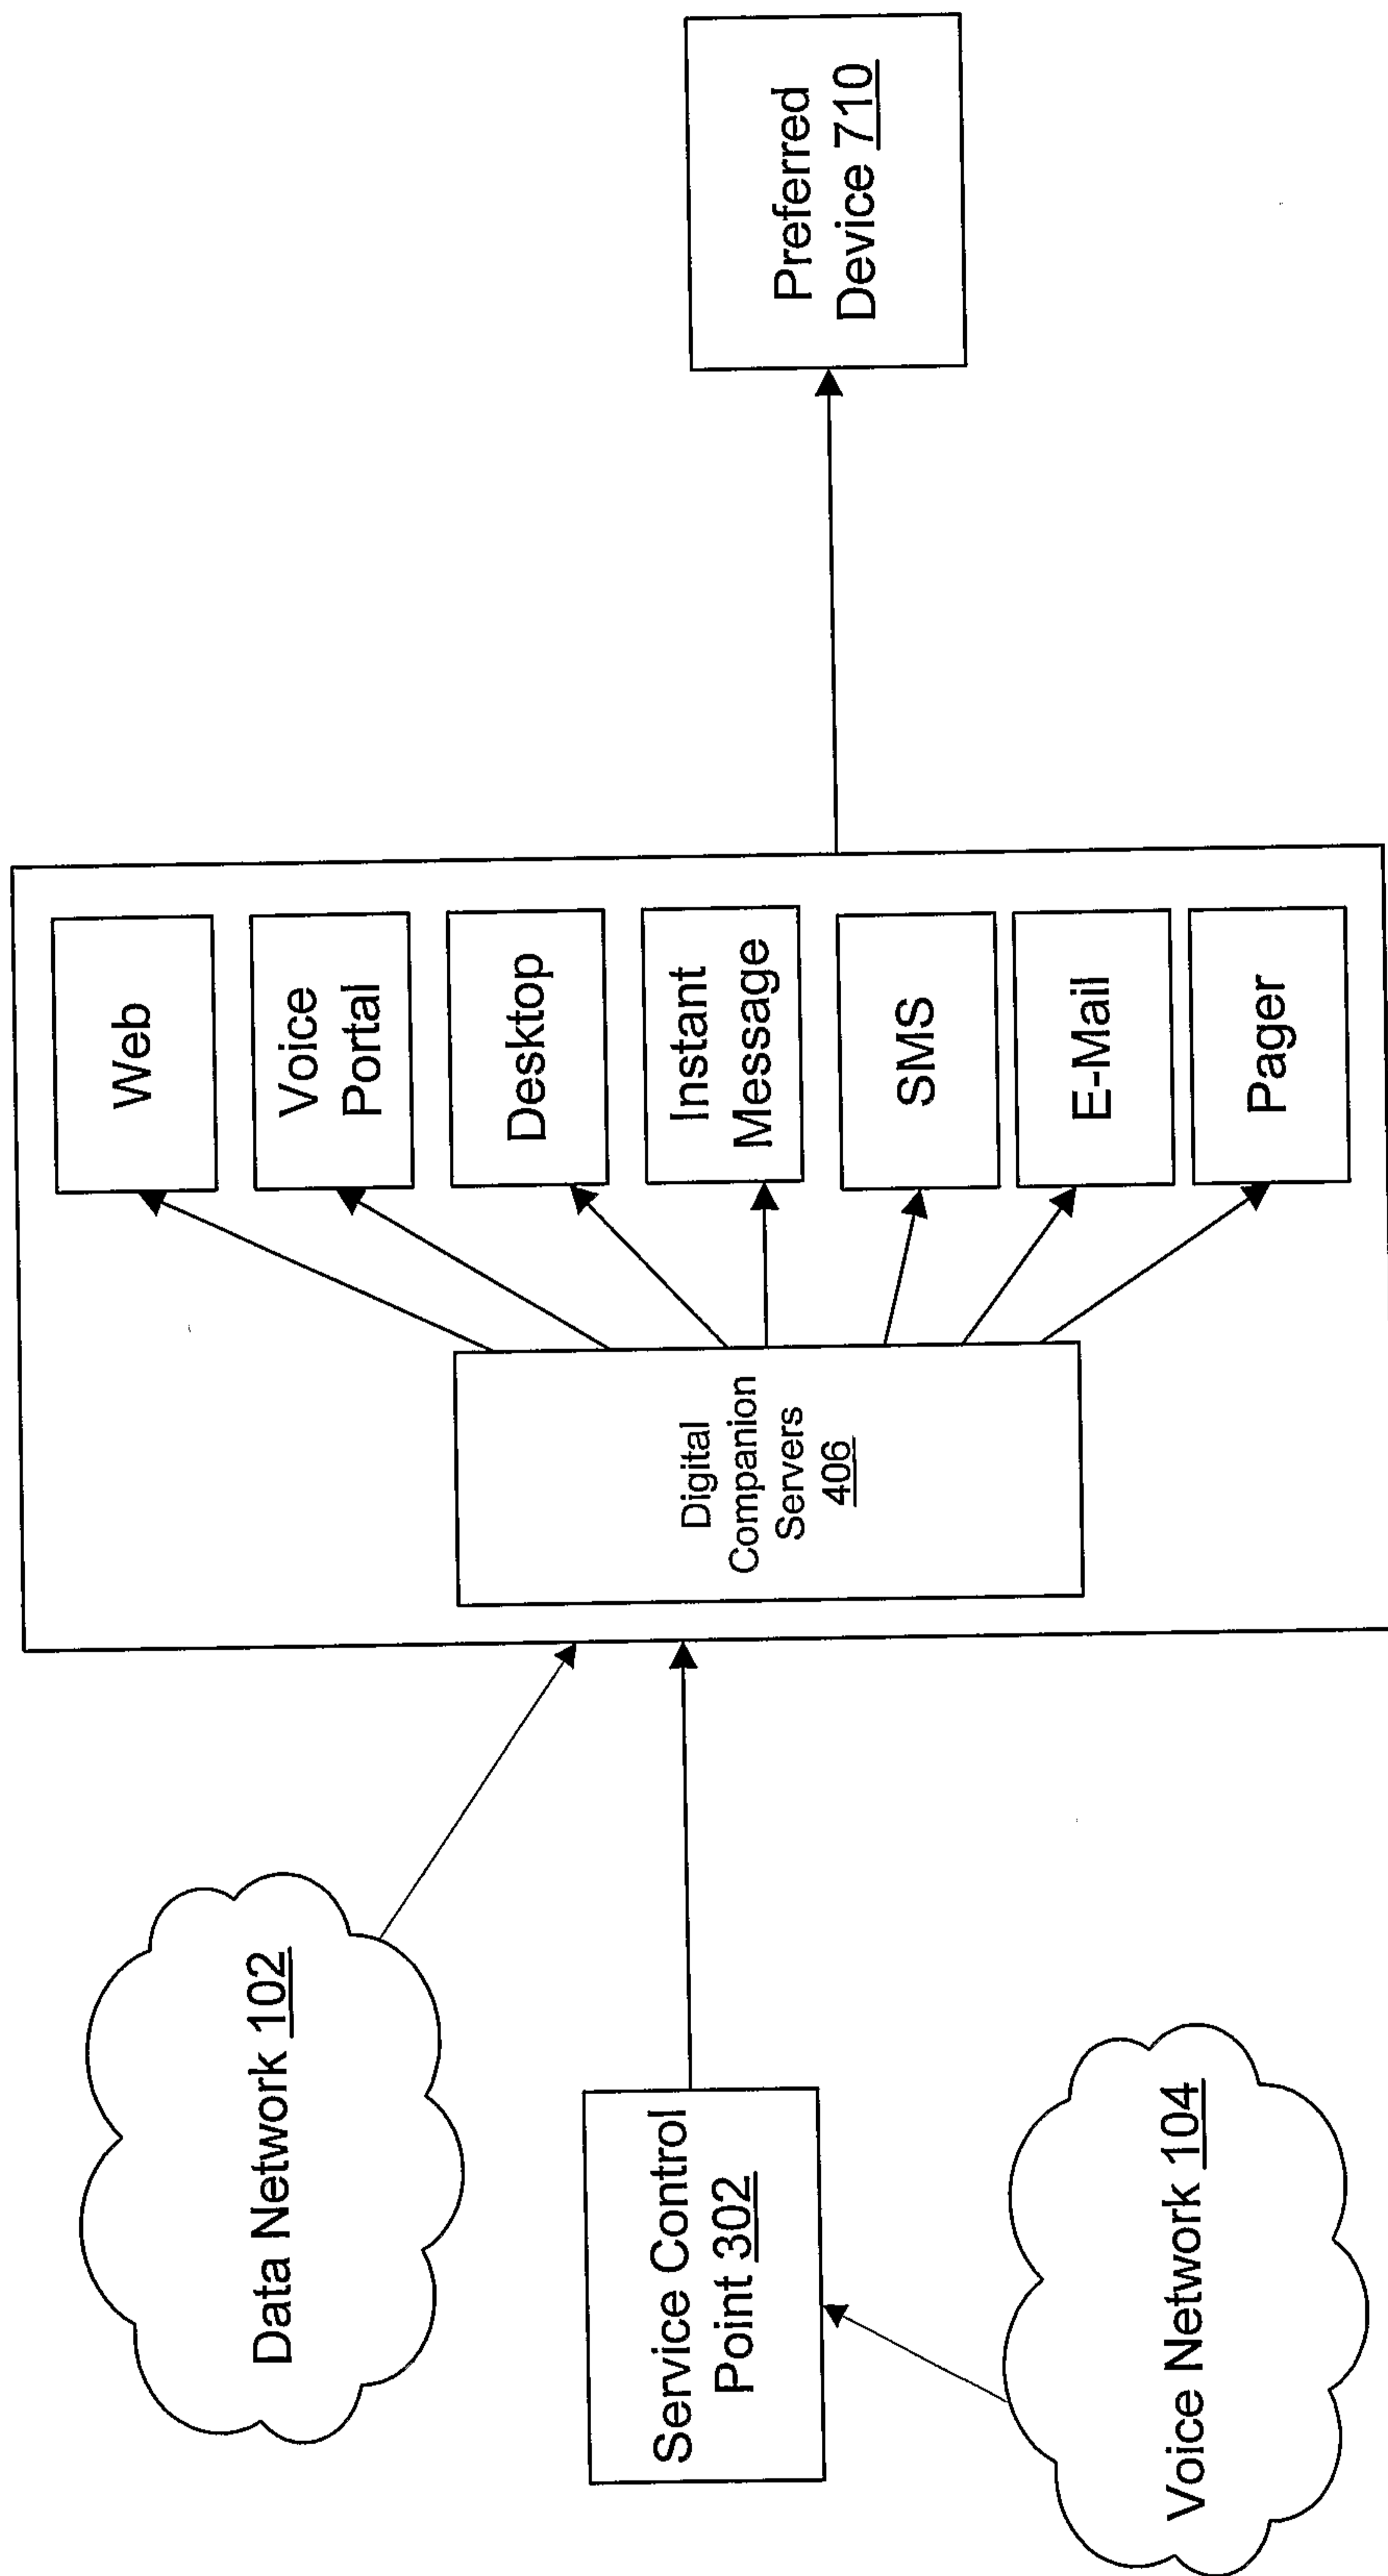 Data Network 102
Service Control
Point 302
Voice Network 104
Digital
Companion
Servers
406
Web
Voice
Portal
Desktop
Instant
Message
SMS
E-Mail
Pager
Preferred
Device 710